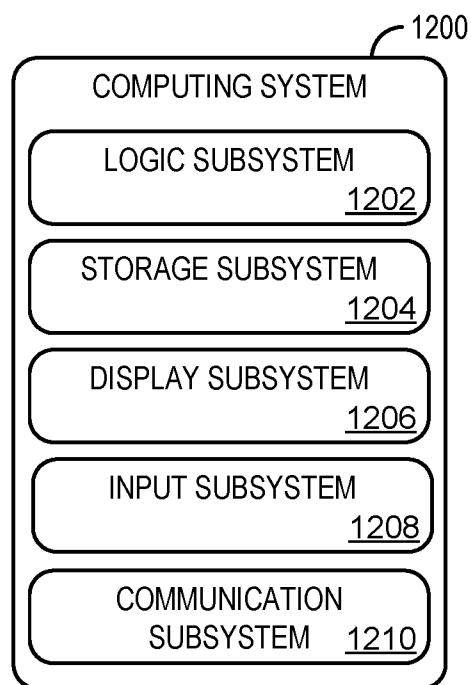 1200
COMPUTING SYSTEM
LOGIC SUBSYSTEM
1202
STORAGE SUBSYSTEM
1204
DISPLAY SUBSYSTEM
1206
INPUT SUBSYSTEM
1208
COMMUNICATION
SUBSYSTEM 1210